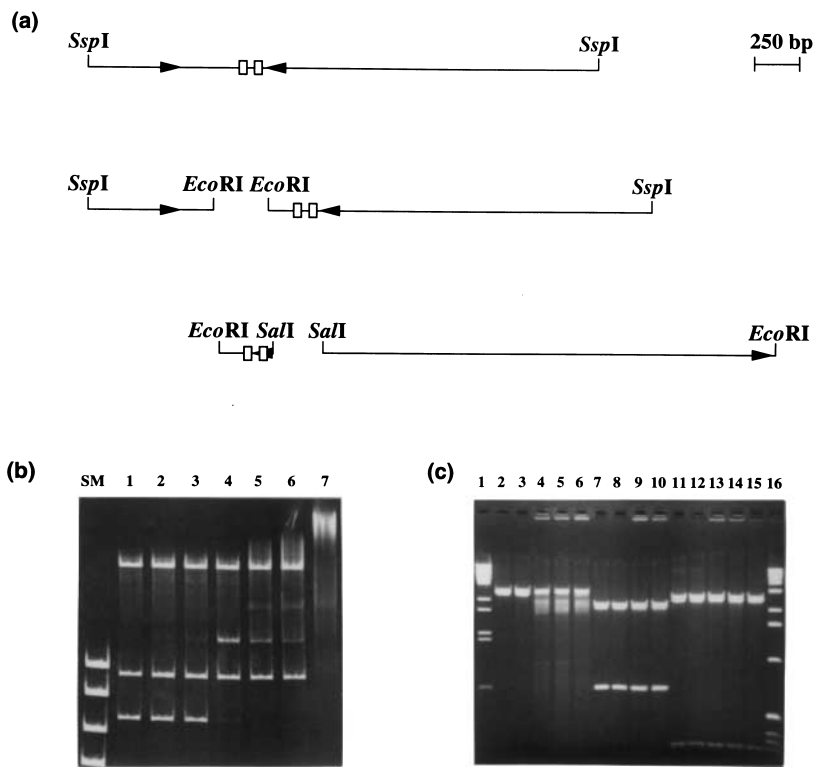 (a)
SspI SspI 250 bp
SspI EcoRI EcoRI SspI
EcoRI SalI SalI EcoRI
(b)
SM 1 2 3 4 5 6 7
(c)
1 2 3 4 5 6 7 8 9 10 11 12 13 14 15 16